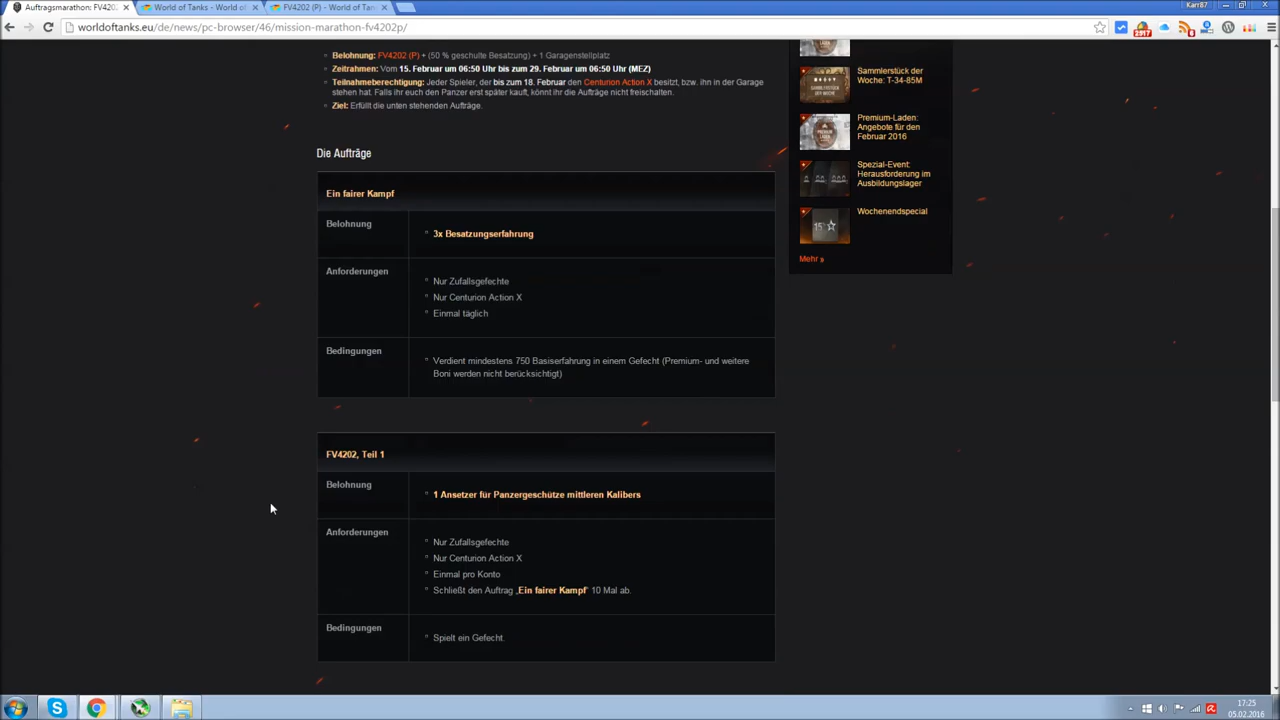 Auftragsmarathon: FV4202
World of Tanks - World of
FV4202 (P) - World of Tan
Karr87
worldoftanks.eu/de/news/pc-browser/46/mission-marathon-fv4202p/
2017
6
Belohnung: FV4202 (P) + (50 % geschulte Besatzung) + 1 Garagenstellplatz
Zeitrahmen: Vom 15. Februar um 06:50 Uhr bis zum 29. Februar um 06:50 Uhr (MEZ)
Teilnahmeberechtigung: Jeder Spieler, der bis zum 18. Februar den Centurion Action X besitzt, bzw. ihn in der Garage
stehen hat. Falls ihr euch den Panzer erst später kauft, könnt ihr die Aufträge nicht freischalten.
Ziel: Erfüllt die unten stehenden Aufträge.
Die Aufträge
Ein fairer Kampf
Belohnung
3x Besatzungserfahrung
Anforderungen
Nur Zufallsgefechte
Nur Centurion Action X
Einmal täglich
Bedingungen
Verdient mindestens 750 Basiserfahrung in einem Gefecht (Premium- und weitere
Boni werden nicht berücksichtigt)
FV4202, Teil 1
Belohnung
1 Ansetzer für Panzergeschütze mittleren Kalibers
Anforderungen
Nur Zufallsgefechte
Nur Centurion Action X
Einmal pro Konto
Schließt den Auftrag „Ein fairer Kampf“ 10 Mal ab.
Bedingungen
Spielt ein Gefecht.
Sammlerstück der
Woche: T-34-85M
Premium-Laden:
Angebote für den
Februar 2016
Spezial-Event:
Herausforderung im
Ausbildungslager
Wochenendspecial
Mehr »
17:25
05.02.2016